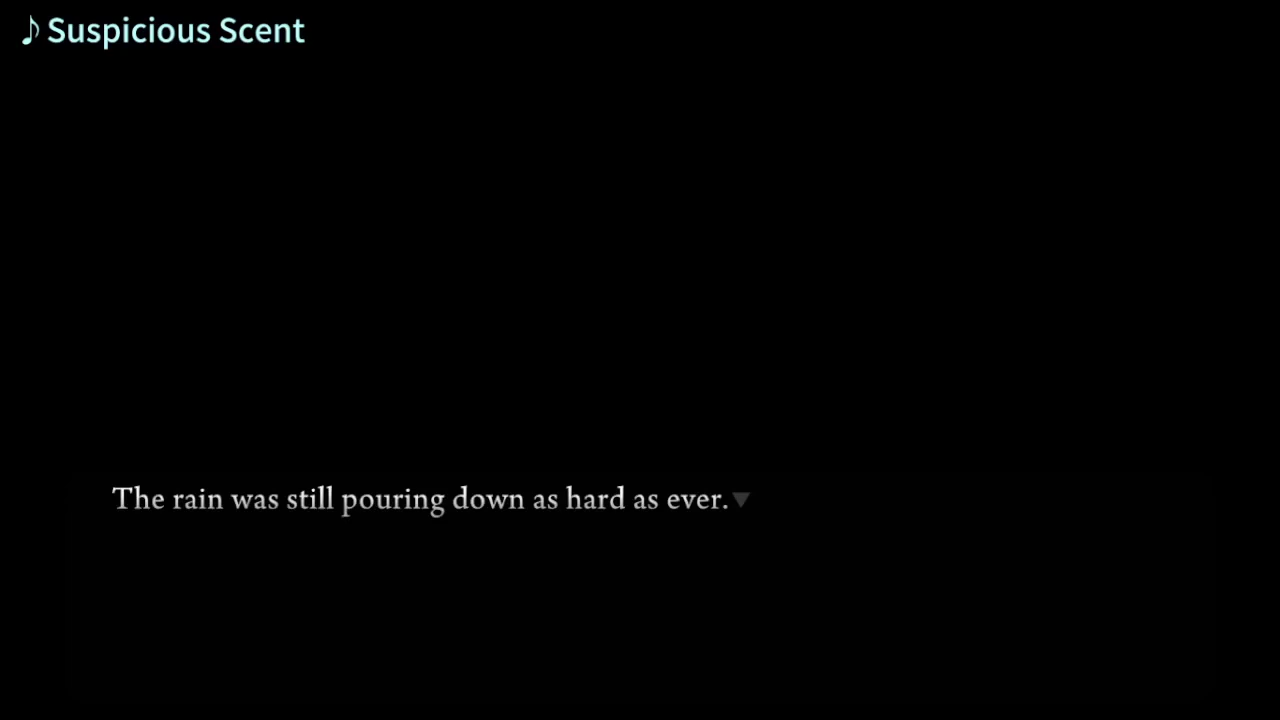 ♪ Suspicious Scent
The rain was still pouring down as hard as ever.